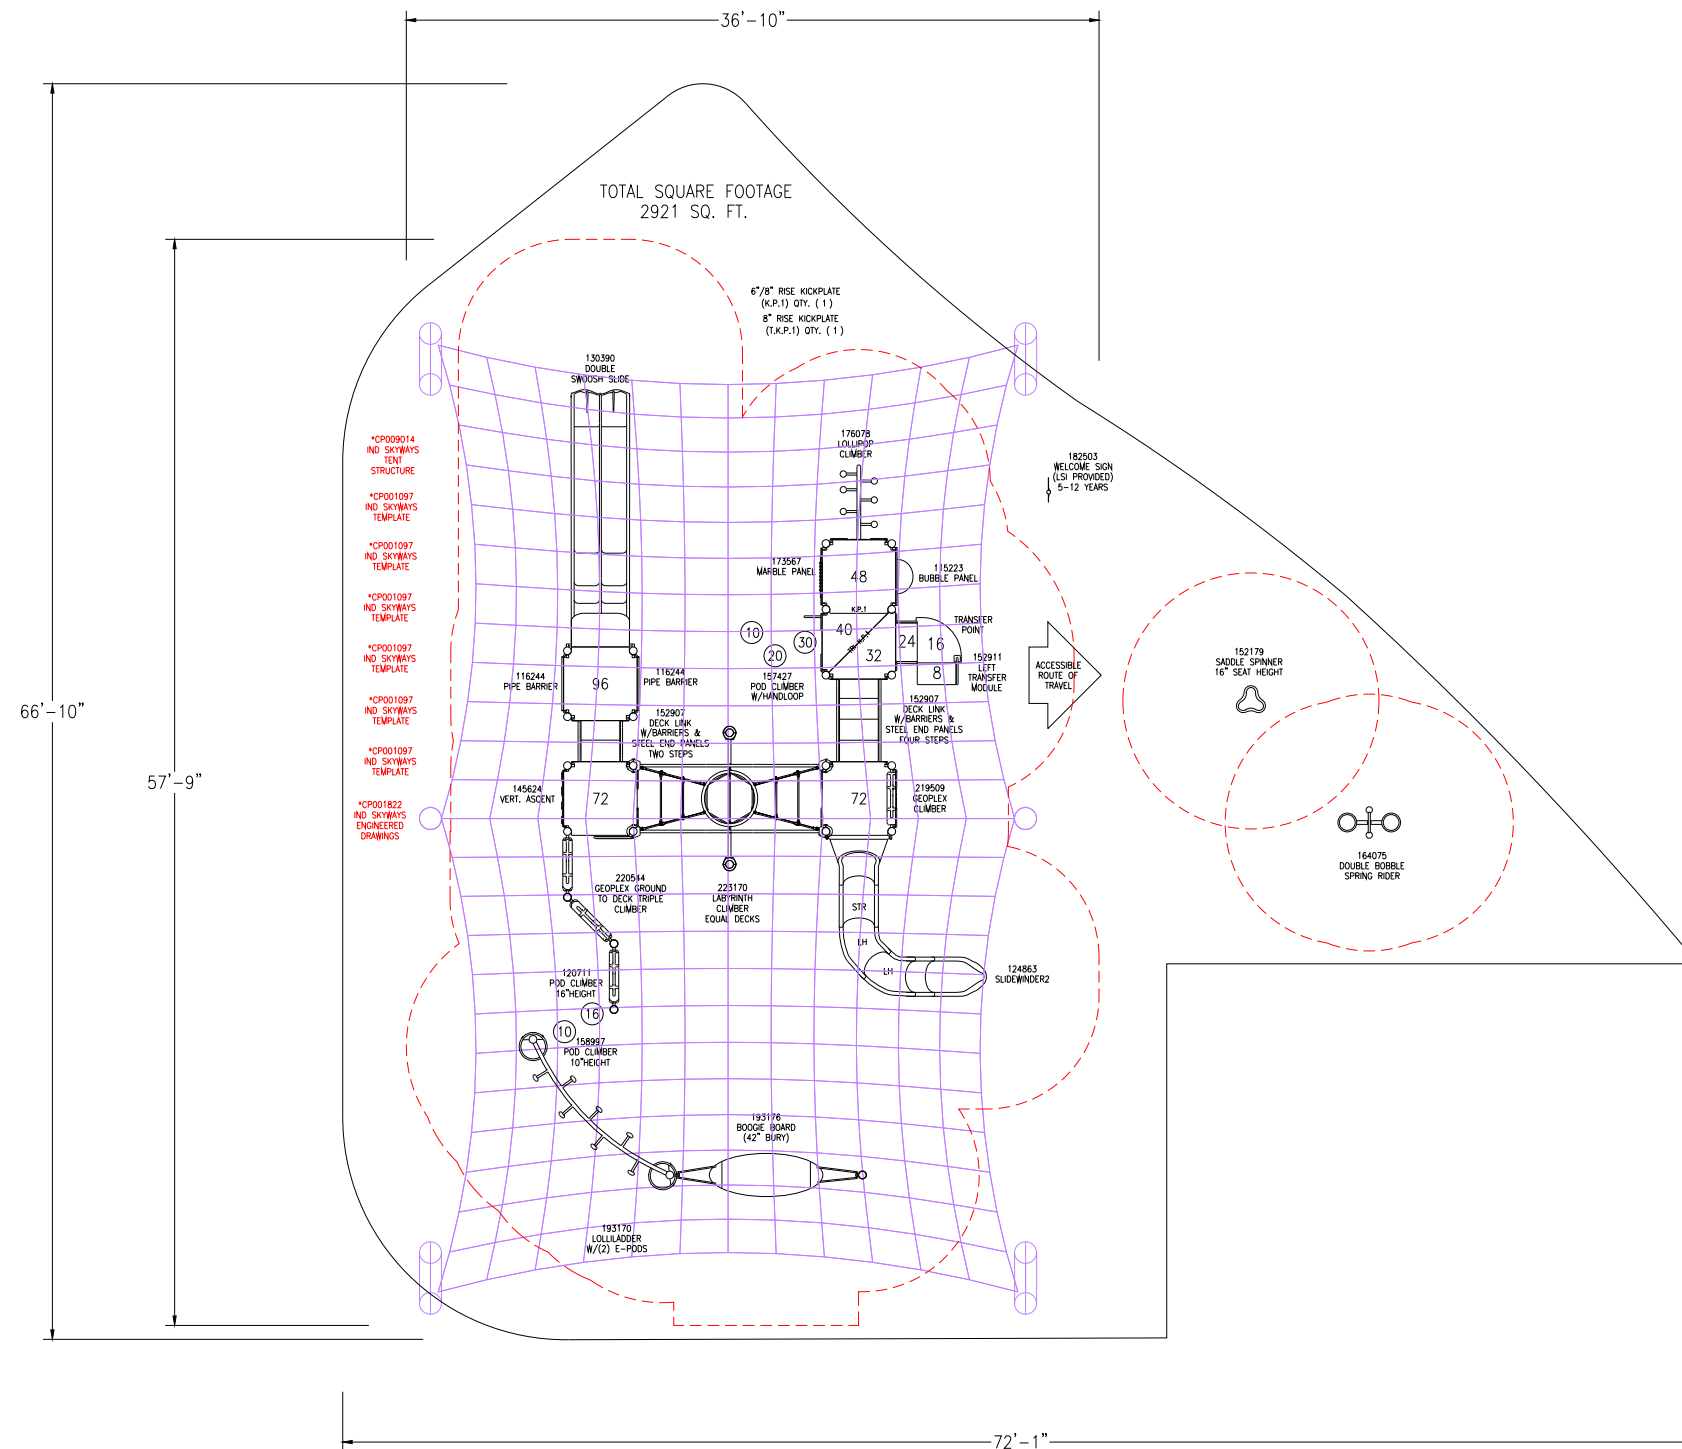 36'-10"
TOTAL SQUARE FOOTAGE
2921 SQ. FT.
6"/8" RISE KICKPLATE
(K.P.1) QTY. ( 1 )
8" RISE KICKPLATE
(T.K.P.1) QTY. ( 1 )
130390
DOUBLE
SWOOSH SLIDE
*CP009014
IND SKYWAYS
TENT
STRUCTURE
*CP001097
IND SKYWAYS
TEMPLATE
*CP001097
IND SKYWAYS
TEMPLATE
*CP001097
IND SKYWAYS
TEMPLATE
*CP001097
IND SKYWAYS
TEMPLATE
*CP001097
IND SKYWAYS
TEMPLATE
*CP001097
IND SKYWAYS
TEMPLATE
*CP001822
IND SKYWAYS
ENGINEERED
DRAWINGS
176078
LOLLIPOP
CLIMBER
182503
WELCOME SIGN
(LSI PROVIDED)
5-12 YEARS
173567
MARBLE PANEL
48
115223
BUBBLE PANEL
K.P.1
40
32
24
16
8
TRANSFER
POINT
152911
LEFT
TRANSFER
MODULE
10
20
30
157427
POD CLIMBER
W/HANDLOOP
ACCESSIBLE
ROUTE OF
TRAVEL
152179
SADDLE SPINNER
16" SEAT HEIGHT
116244
PIPE BARRIER
96
116244
PIPE BARRIER
152907
DECK LINK
W/BARRIERS &
STEEL END PANELS
TWO STEPS
152907
DECK LINK
W/BARRIERS &
STEEL END PANELS
FOUR STEPS
66'-10"
57'-9"
145624
VERT. ASCENT
72
72
219509
GEOPLEX
CLIMBER
164075
DOUBLE BOBBLE
SPRING RIDER
220544
GEOPLEX GROUND
TO DECK TRIPLE
CLIMBER
223170
LABYRINTH
CLIMBER
EQUAL DECKS
STR
LH
LH
124863
SLIDEWINDER2
120711
POD CLIMBER
16"HEIGHT
16
10
158997
POD CLIMBER
10"HEIGHT
193176
BOOGIE BOARD
(42" BURY)
193170
LOLLILADDER
W/(2) E-PODS
72'-1"